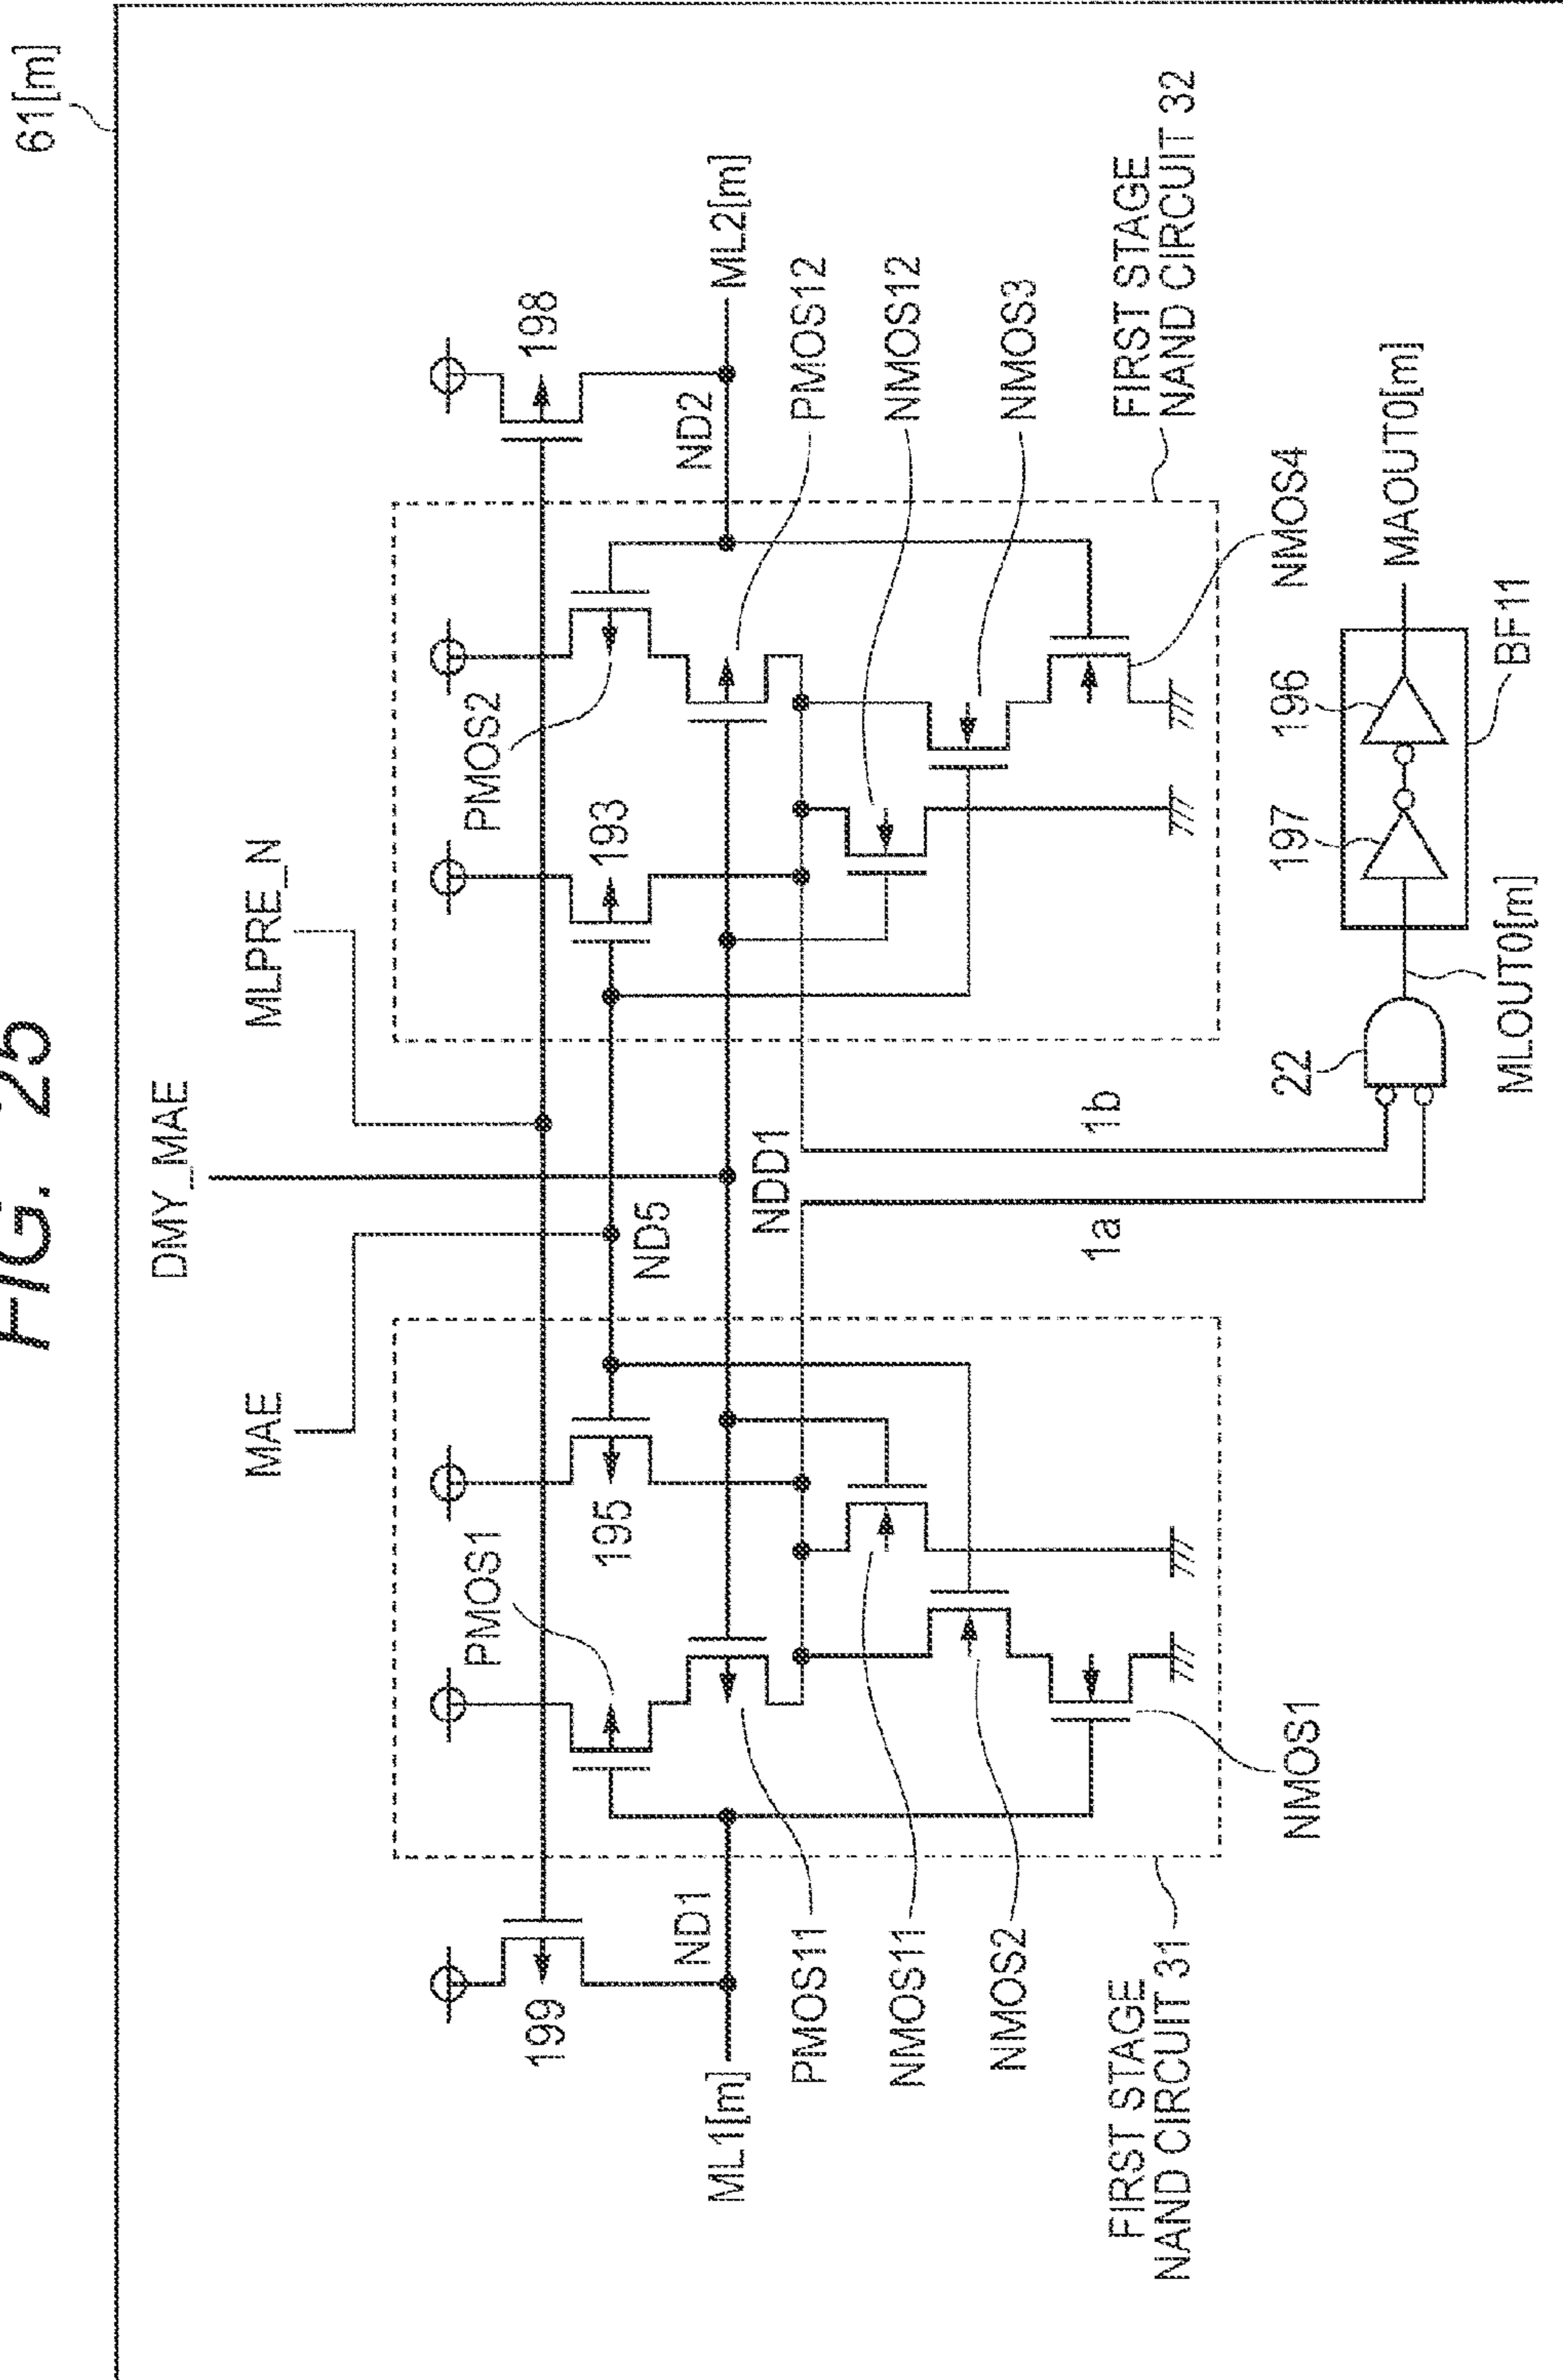 FIG. 25
61[m]
DMY_MAE
MAE
MLPRE_N
199
PMOS1
195
ND5
PMOS2
193
198
ND1
ML1[m]
NDD1
ND2
ML2[m]
PMOS11
NMOS11
NMOS2
PMOS12
NMOS12
NMOS3
1a
1b
FIRST STAGE
NAND CIRCUIT 31
FIRST STAGE
NAND CIRCUIT 32
NMOS1
NMOS4
22
197
196
MAOUT0[m]
MLOUT0[m]
BF11